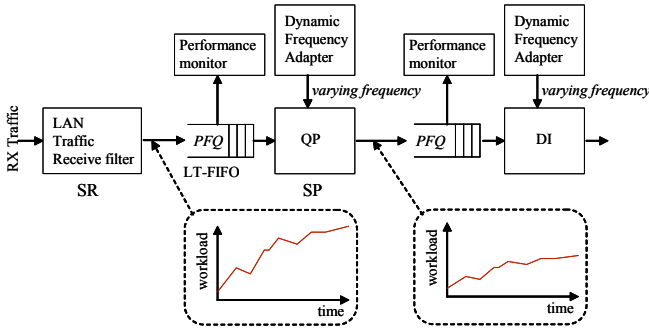 Performance
monitor
Dynamic
Frequency
Adapter
Performance
monitor
Dynamic
Frequency
Adapter
varying frequency
varying frequency
RX Traffic
LAN
Traffic
Receive filter
PFQ
QP
PFQ
DI
SR
LT-FIFO
SP
workload
time
workload
time